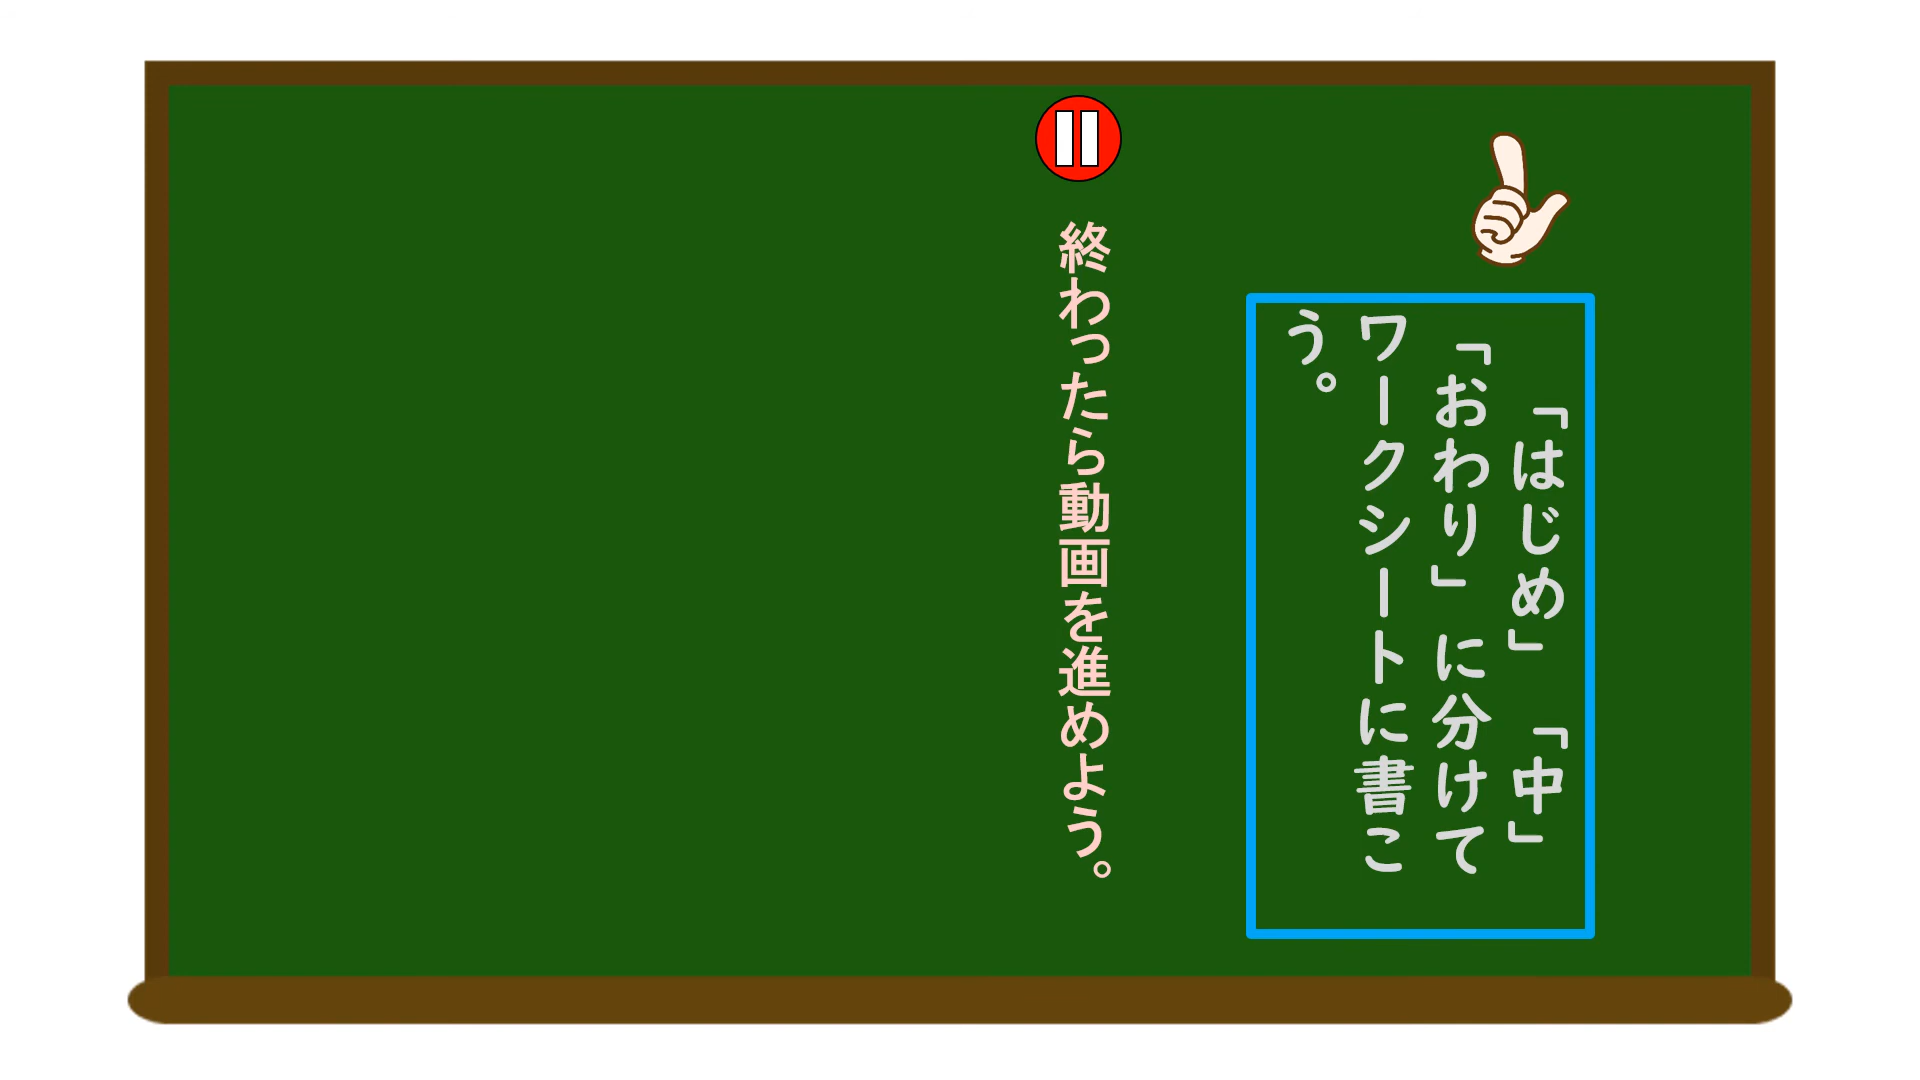 「はじめ」「中」
「おわり」に分けて
ワークシートに書こ
う。
終わったら動画を進めよう。